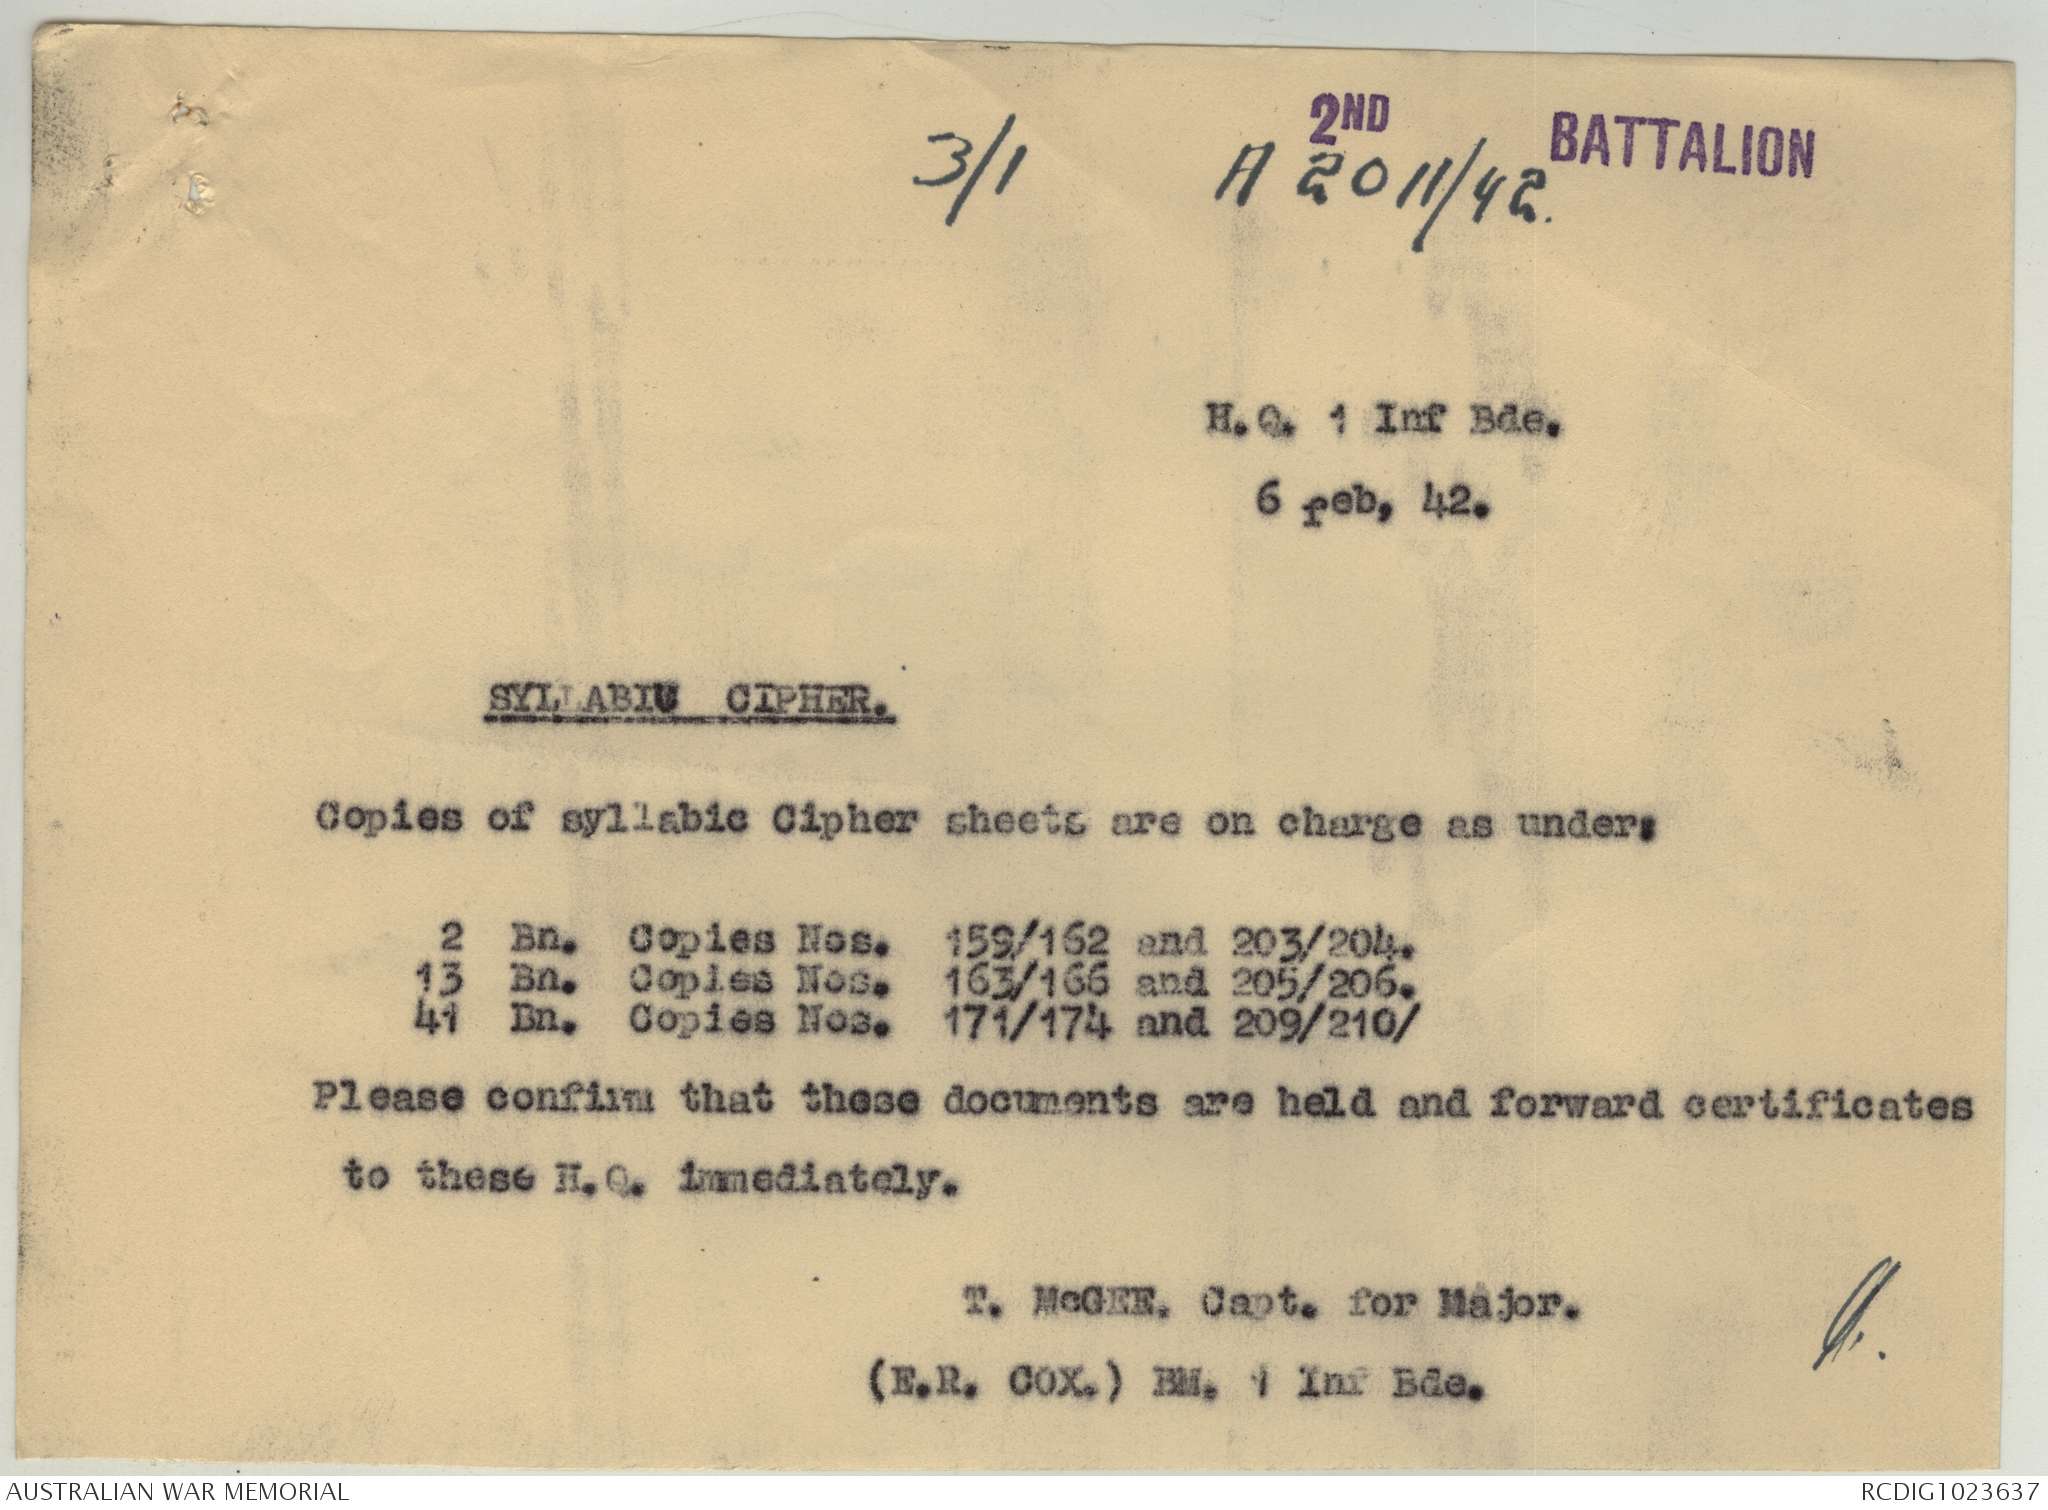 2ND BATTALION
3/1 A 2011/42.
H.Q. 1 Inf Bde.
6 feb, 42.
SYLLABIU CIPHER.
Copies of syllabic Cipher sheets are on charge as under;
2 Bn. Copies Nos. 159/162 and 203/204.
13 Bn. Copies Nos. 163/166 and 205/206.
41 Bn. Copies Nos. 171/174 and 209/210/
Please confirm that these documents are held and forward certificates
to these H.Q. immediately.
T. McGEE. Capt. for Major.
(E.R. COX.) BM. 1 Inf Bde.
AUSTRALIAN WAR MEMORIAL
RCDIG1023637